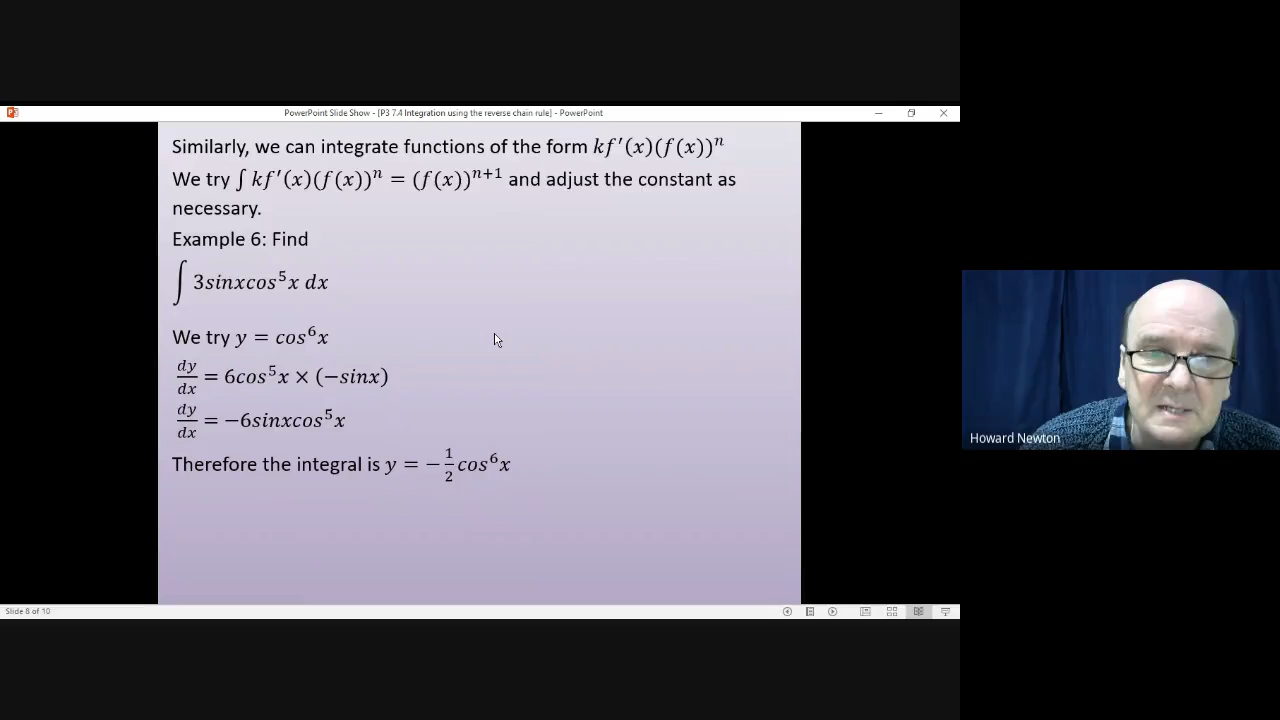 PowerPoint Slide Show - [P3 7.4 Integration using the reverse chain rule] - PowerPoint
Similarly, we can integrate functions of the form kf′(x)(f(x))ⁿ
We try ∫ kf′(x)(f(x))ⁿ = (f(x))ⁿ⁺¹ and adjust the constant as
necessary.
Example 6: Find
∫ 3sinxcos⁵x dx
We try y = cos⁶x
dy/dx = 6cos⁵x × (−sinx)
dy/dx = −6sinxcos⁵x
Therefore the integral is y = −1/2 cos⁶x
Howard Newton
Slide 8 of 10